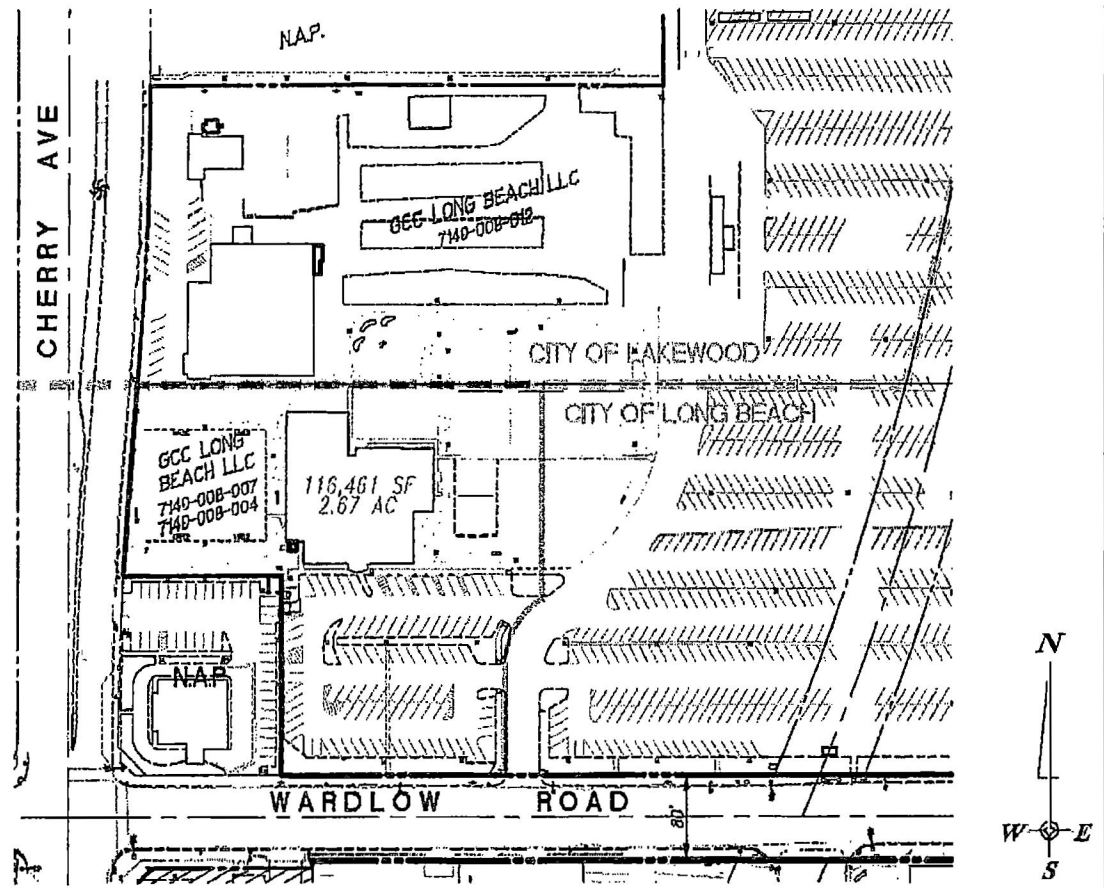 N.A.P.
CHERRY AVE
GCC LONG BEACH LLC
7140-008-012
CITY OF LAKEWOOD
CITY OF LONG BEACH
GCC LONG
BEACH LLC
7140-008-007
7140-008-004
116,461 SF
2.67 AC
N.A.P.
WARDLOW ROAD
80'
N
W E
S